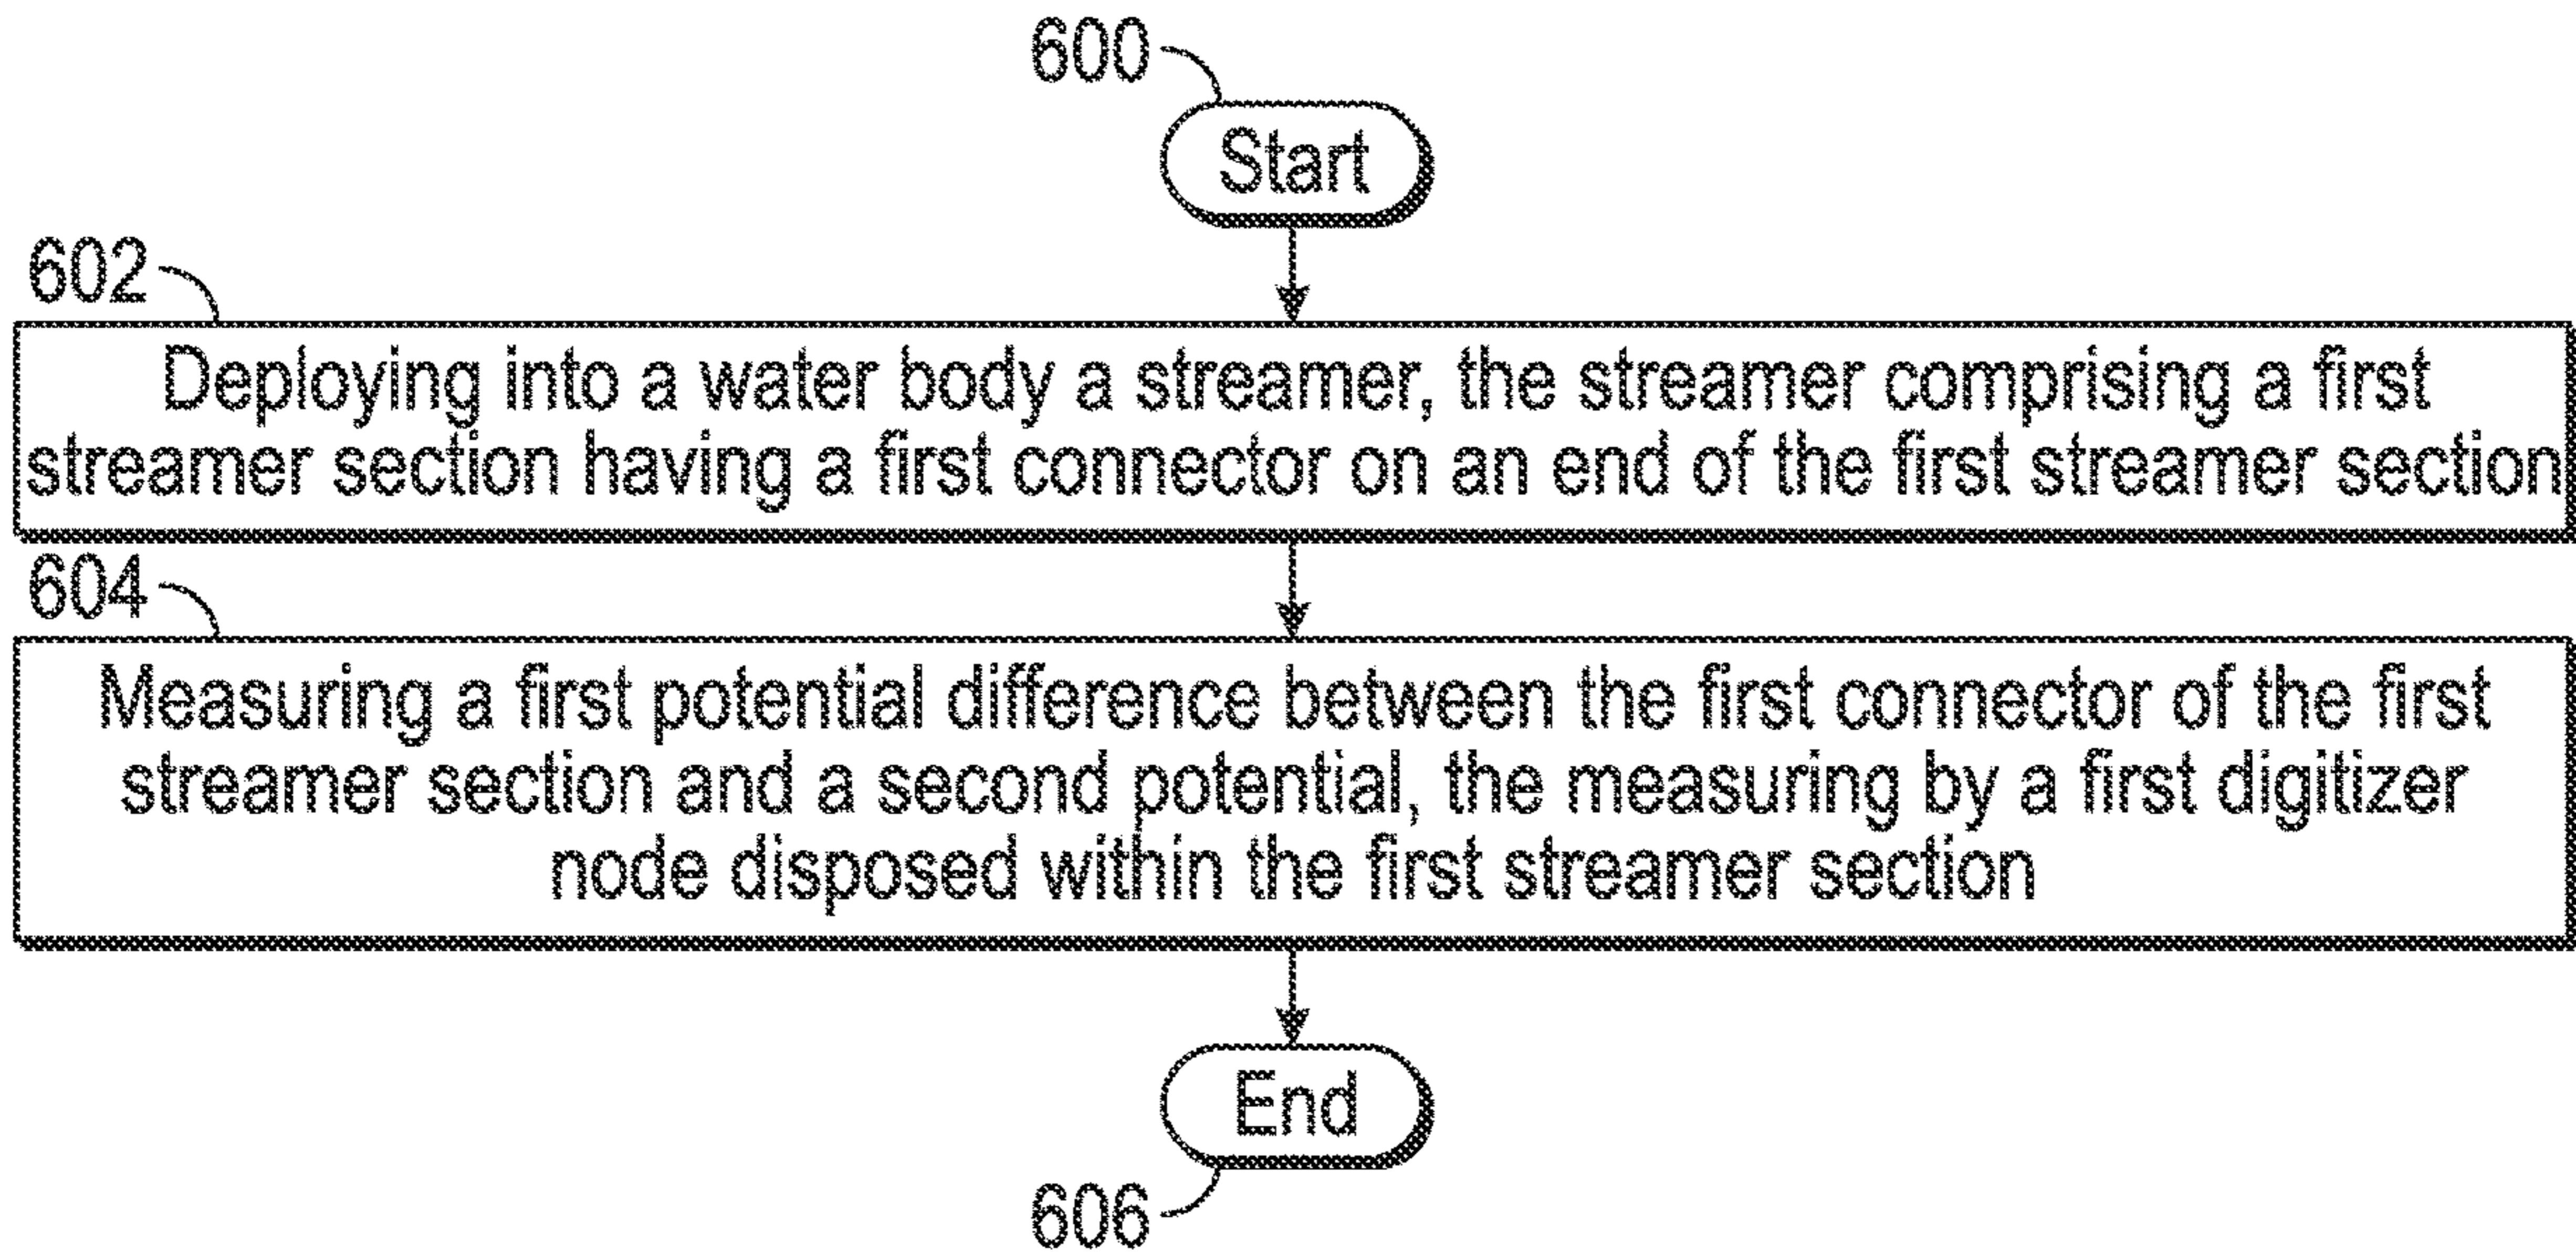 600
Start
602
Deploying into a water body a streamer, the streamer comprising a first
streamer section having a first connector on an end of the first streamer section
604
Measuring a first potential difference between the first connector of the first
streamer section and a second potential, the measuring by a first digitizer
node disposed within the first streamer section
End
606